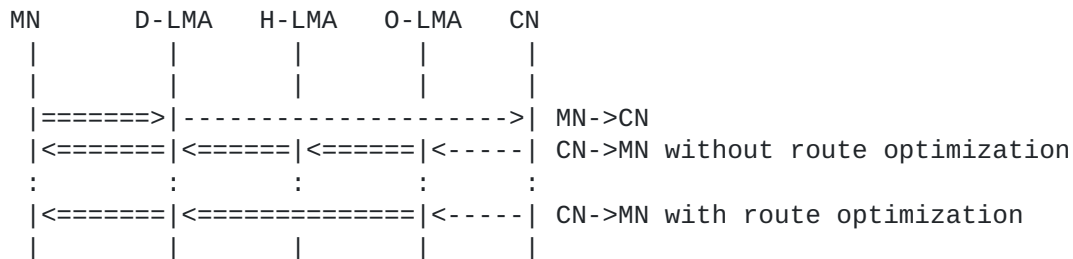 MN       D-LMA   H-LMA   O-LMA   CN
 |        |       |       |      |
 |        |       |       |      |
 |=======>|--------------------->| MN->CN
 |<=======|<======|<======|<-----| CN->MN without route optimization
 :        :       :       :      :
 |<=======|<==============|<-----| CN->MN with route optimization
 |        |       |       |      |